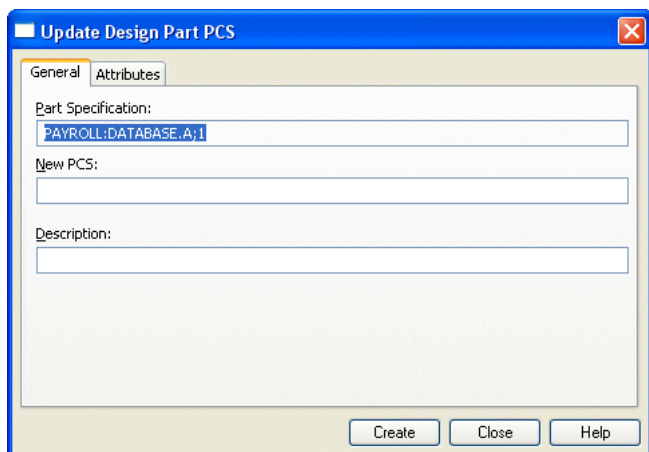 Update Design Part PCS
General Attributes
Part Specification:
PAYROLL:DATABASE.A;1
New PCS:
Description:
Create Close Help